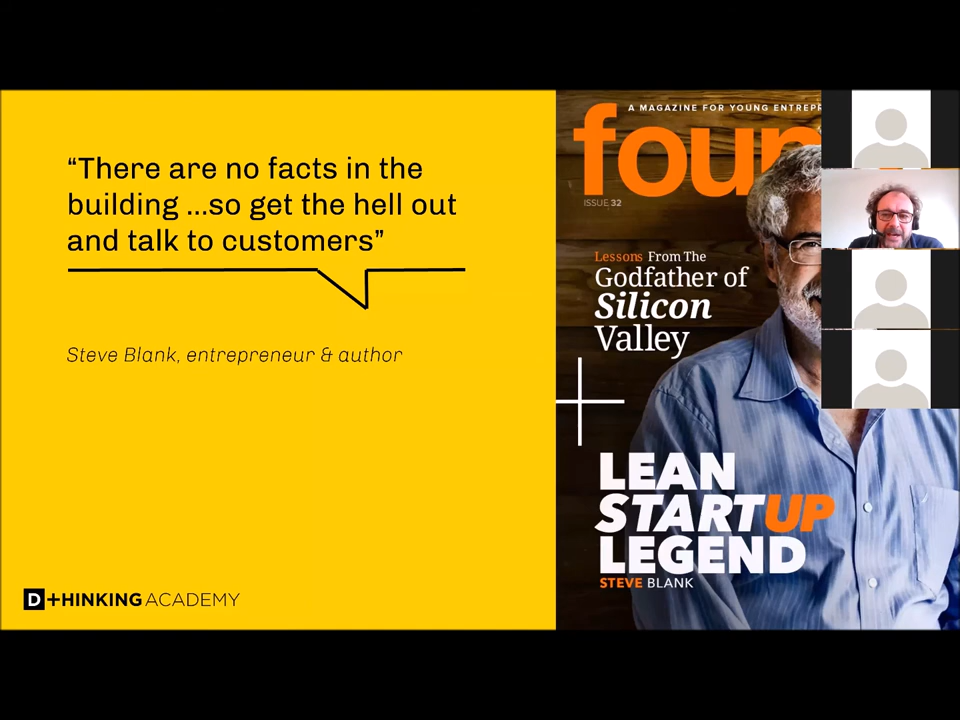 “There are no facts in the
building ...so get the hell out
and talk to customers”
Steve Blank, entrepreneur & author
D+HINKING ACADEMY
A MAGAZINE FOR YOUNG
ISSUE 32
Lessons From The
Godfather of
Silicon
Valley
LEAN
STARTUP
LEGEND
STEVE BLANK